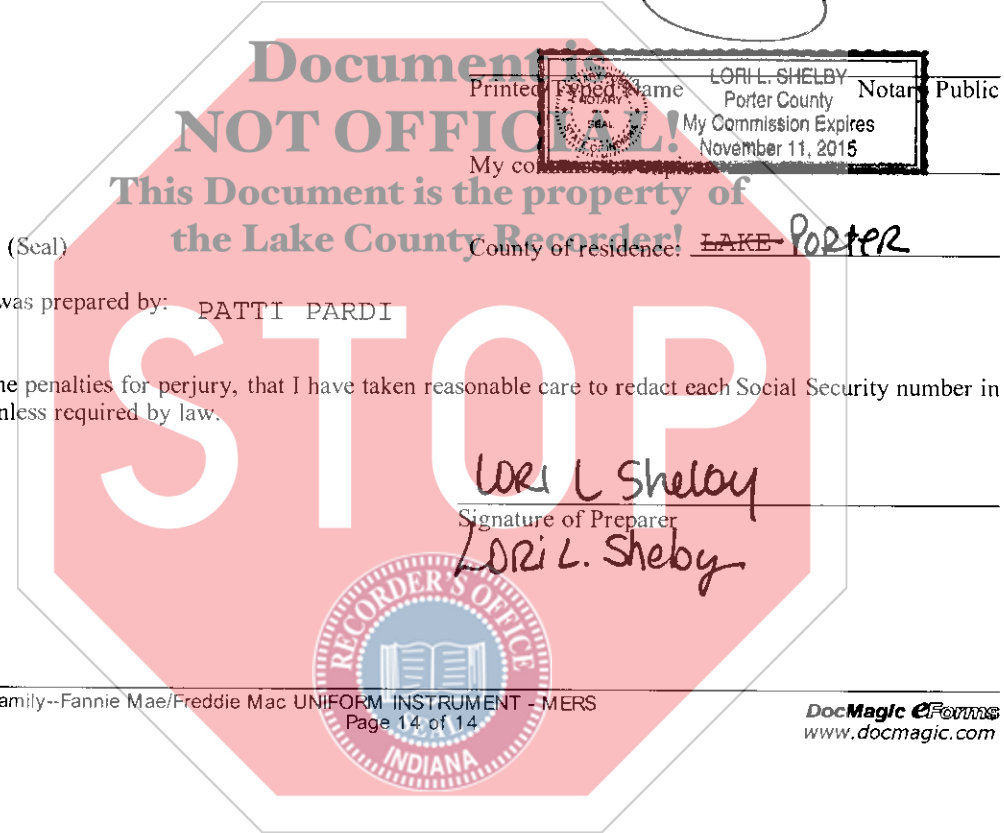 Document is
NOT OFFICIAL!
This Document is the property of
the Lake County Recorder!
Printed/Typed Name Notary Public
LORI L. SHELBY
Porter County
My Commission Expires
November 11, 2015
NOTARY
SEAL
My commission expires
(Seal)
County of residence: LAKE PORTER
was prepared by: PATTI PARDI
he penalties for perjury, that I have taken reasonable care to redact each Social Security number in
nless required by law.
STOP
LORI L Shelby
Signature of Preparer
LORi L. Sheby
RECORDER'S OFFICE
SEAL
INDIANA
amily--Fannie Mae/Freddie Mac UNIFORM INSTRUMENT - MERS
Page 14 of 14
DocMagic eForms
www.docmagic.com